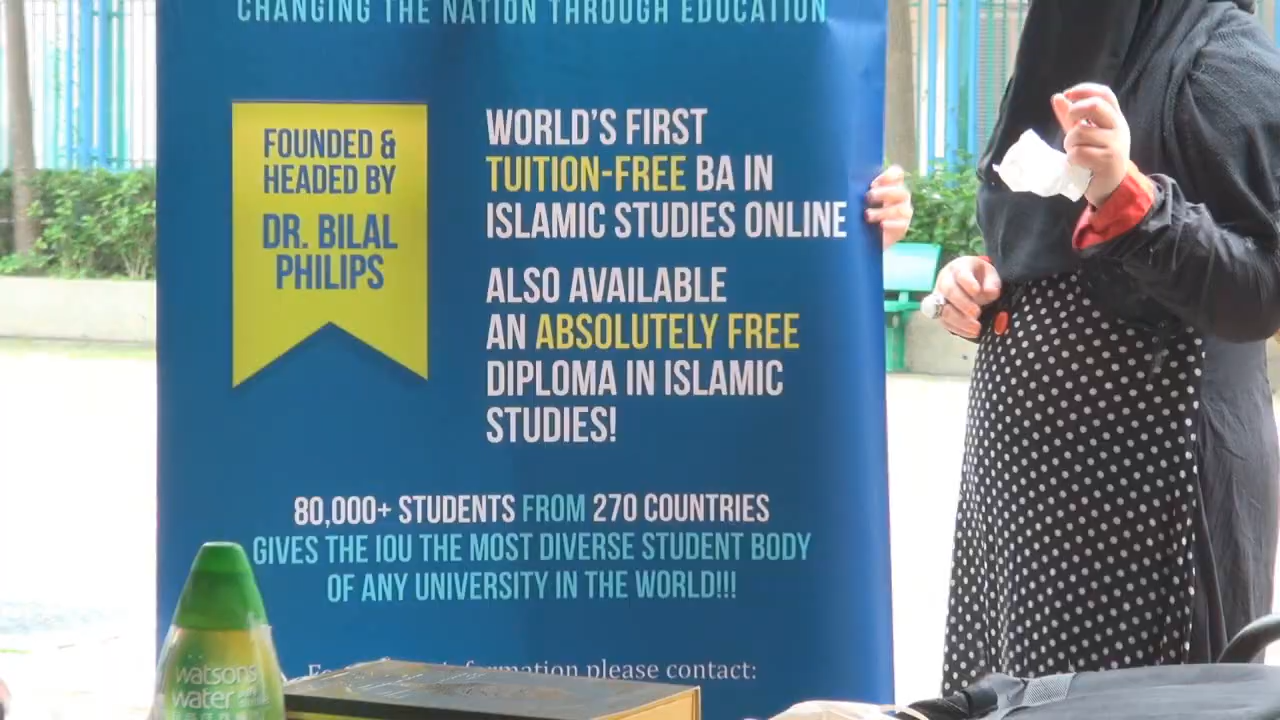 CHANGING THE NATION THROUGH EDUCATION
FOUNDED &
HEADED BY
DR. BILAL
PHILIPS
WORLD'S FIRST
TUITION-FREE BA IN
ISLAMIC STUDIES ONLINE
ALSO AVAILABLE
AN ABSOLUTELY FREE
DIPLOMA IN ISLAMIC
STUDIES!
80,000+ STUDENTS FROM 270 COUNTRIES
GIVES THE IOU THE MOST DIVERSE STUDENT BODY
OF ANY UNIVERSITY IN THE WORLD!!!
please contact:
watsons
water